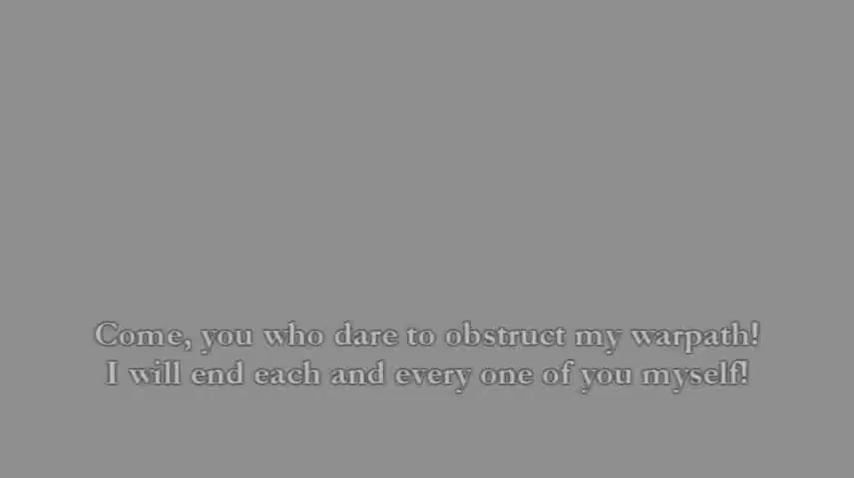 Come, you who dare to obstruct my warpath!
I will end each and every one of you myself!